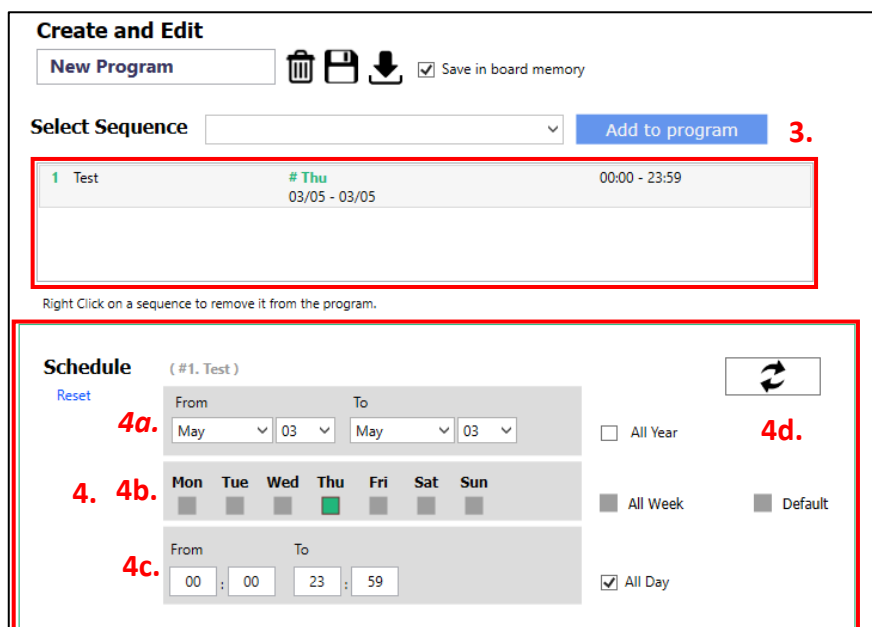 Create and Edit
New Program
Save in board memory
Select Sequence
Add to program
3.
1 Test # Thu 00:00 - 23:59
03/05 - 03/05
Right Click on a sequence to remove it from the program.
Schedule ( #1. Test )
Reset
From To
4a. May 03 May 03 All Year 4d.
Mon Tue Wed Thu Fri Sat Sun
4. 4b. All Week Default
From To
4c. 00 : 00 23 : 59 All Day